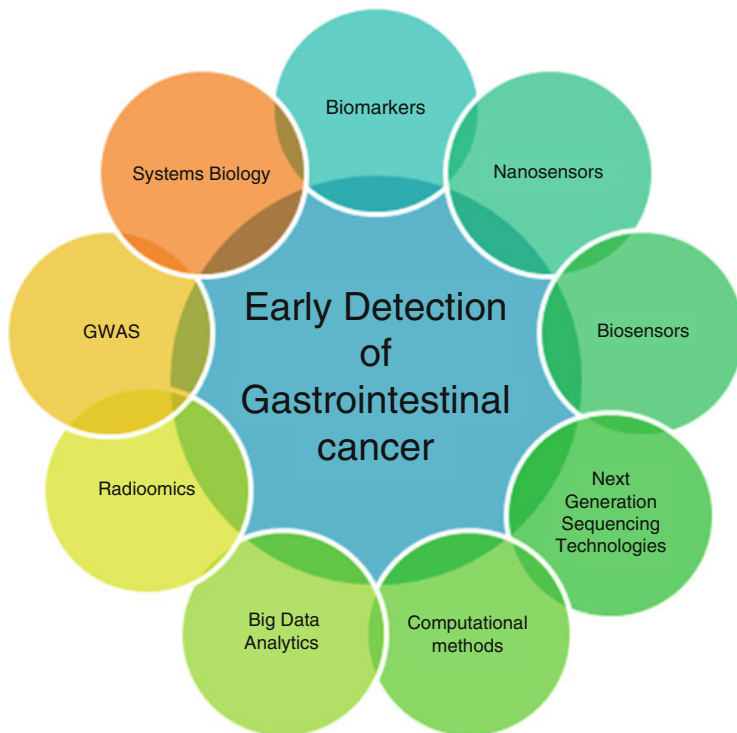 Biomarkers
Nanosensors
Biosensors
Next
Generation
Sequencing
Technologies
Computational
methods
Big Data
Analytics
Radioomics
GWAS
Systems Biology
Early Detection
of
Gastrointestinal
cancer